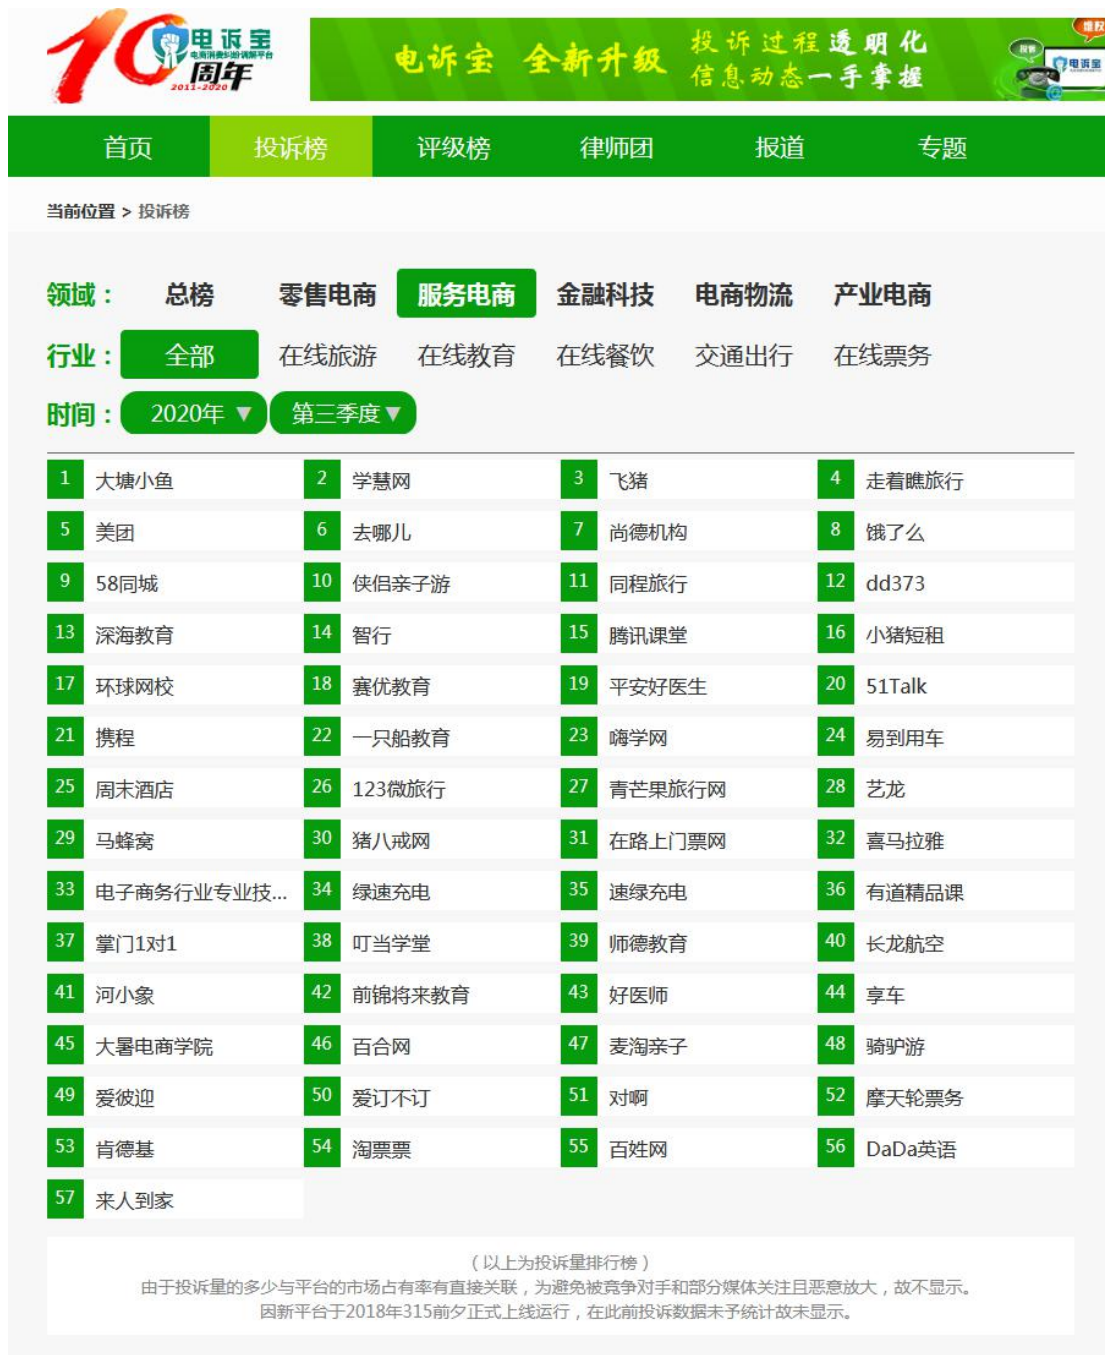 10 电诉宝
电商消费纠纷调解平台
周年
2011-2020
电诉宝 全新升级 投诉过程透明化
信息动态一手掌握
投诉
维权
电诉宝
首页 投诉榜 评级榜 律师团 报道 专题
当前位置 > 投诉榜
领域： 总榜 零售电商 服务电商 金融科技 电商物流 产业电商
行业： 全部 在线旅游 在线教育 在线餐饮 交通出行 在线票务
时间： 2020年 ▼ 第三季度 ▼
1 大塘小鱼 2 学慧网 3 飞猪 4 走着瞧旅行
5 美团 6 去哪儿 7 尚德机构 8 饿了么
9 58同城 10 侠侣亲子游 11 同程旅行 12 dd373
13 深海教育 14 智行 15 腾讯课堂 16 小猪短租
17 环球网校 18 赛优教育 19 平安好医生 20 51Talk
21 携程 22 一只船教育 23 嗨学网 24 易到用车
25 周末酒店 26 123微旅行 27 青芒果旅行网 28 艺龙
29 马蜂窝 30 猪八戒网 31 在路上门票网 32 喜马拉雅
33 电子商务行业专业技... 34 绿速充电 35 速绿充电 36 有道精品课
37 掌门1对1 38 叮当学堂 39 师德教育 40 长龙航空
41 河小象 42 前锦将来教育 43 好医师 44 享车
45 大暑电商学院 46 百合网 47 麦淘亲子 48 骑驴游
49 爱彼迎 50 爱订不订 51 对啊 52 摩天轮票务
53 肯德基 54 淘票票 55 百姓网 56 DaDa英语
57 来人到家
（以上为投诉量排行榜）
由于投诉量的多少与平台的市场占有率有直接关联，为避免被竞争对手和部分媒体关注且恶意放大，故不显示。
因新平台于2018年315前夕正式上线运行，在此前投诉数据未予统计故未显示。